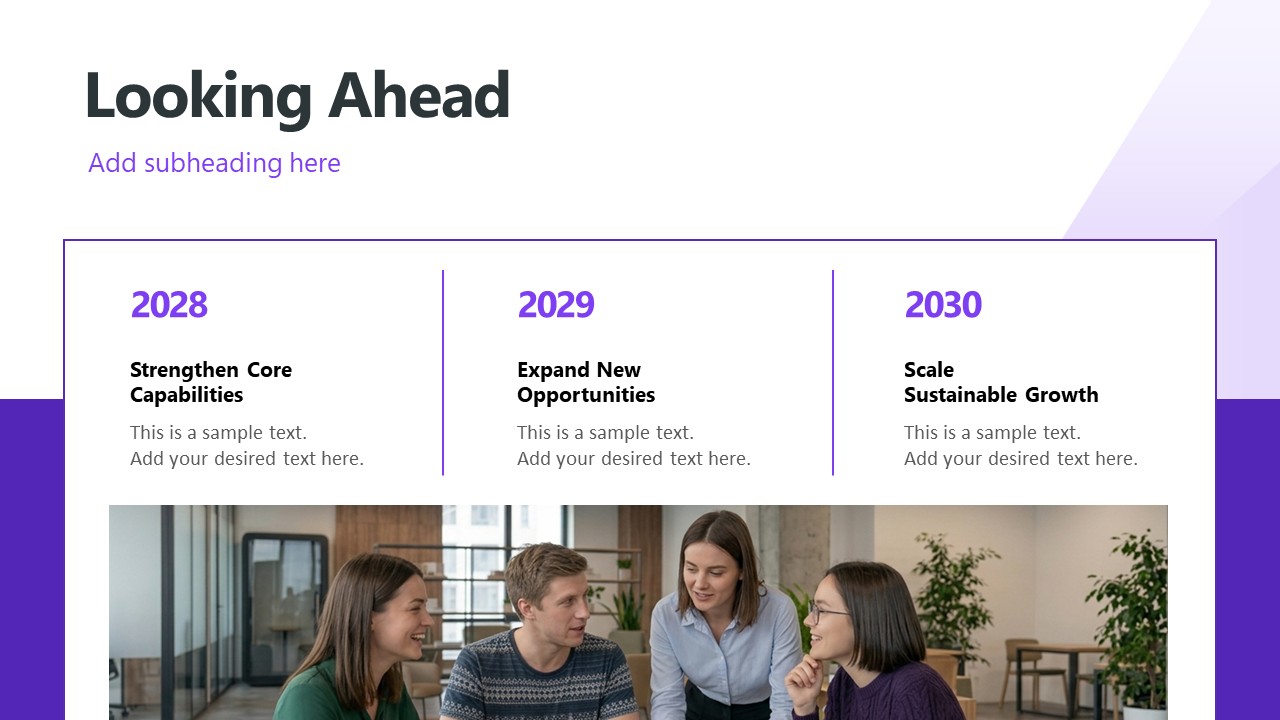 Looking Ahead
Add subheading here
2028
Strengthen Core
Capabilities
This is a sample text.
Add your desired text here.
2029
Expand New
Opportunities
This is a sample text.
Add your desired text here.
2030
Scale
Sustainable Growth
This is a sample text.
Add your desired text here.